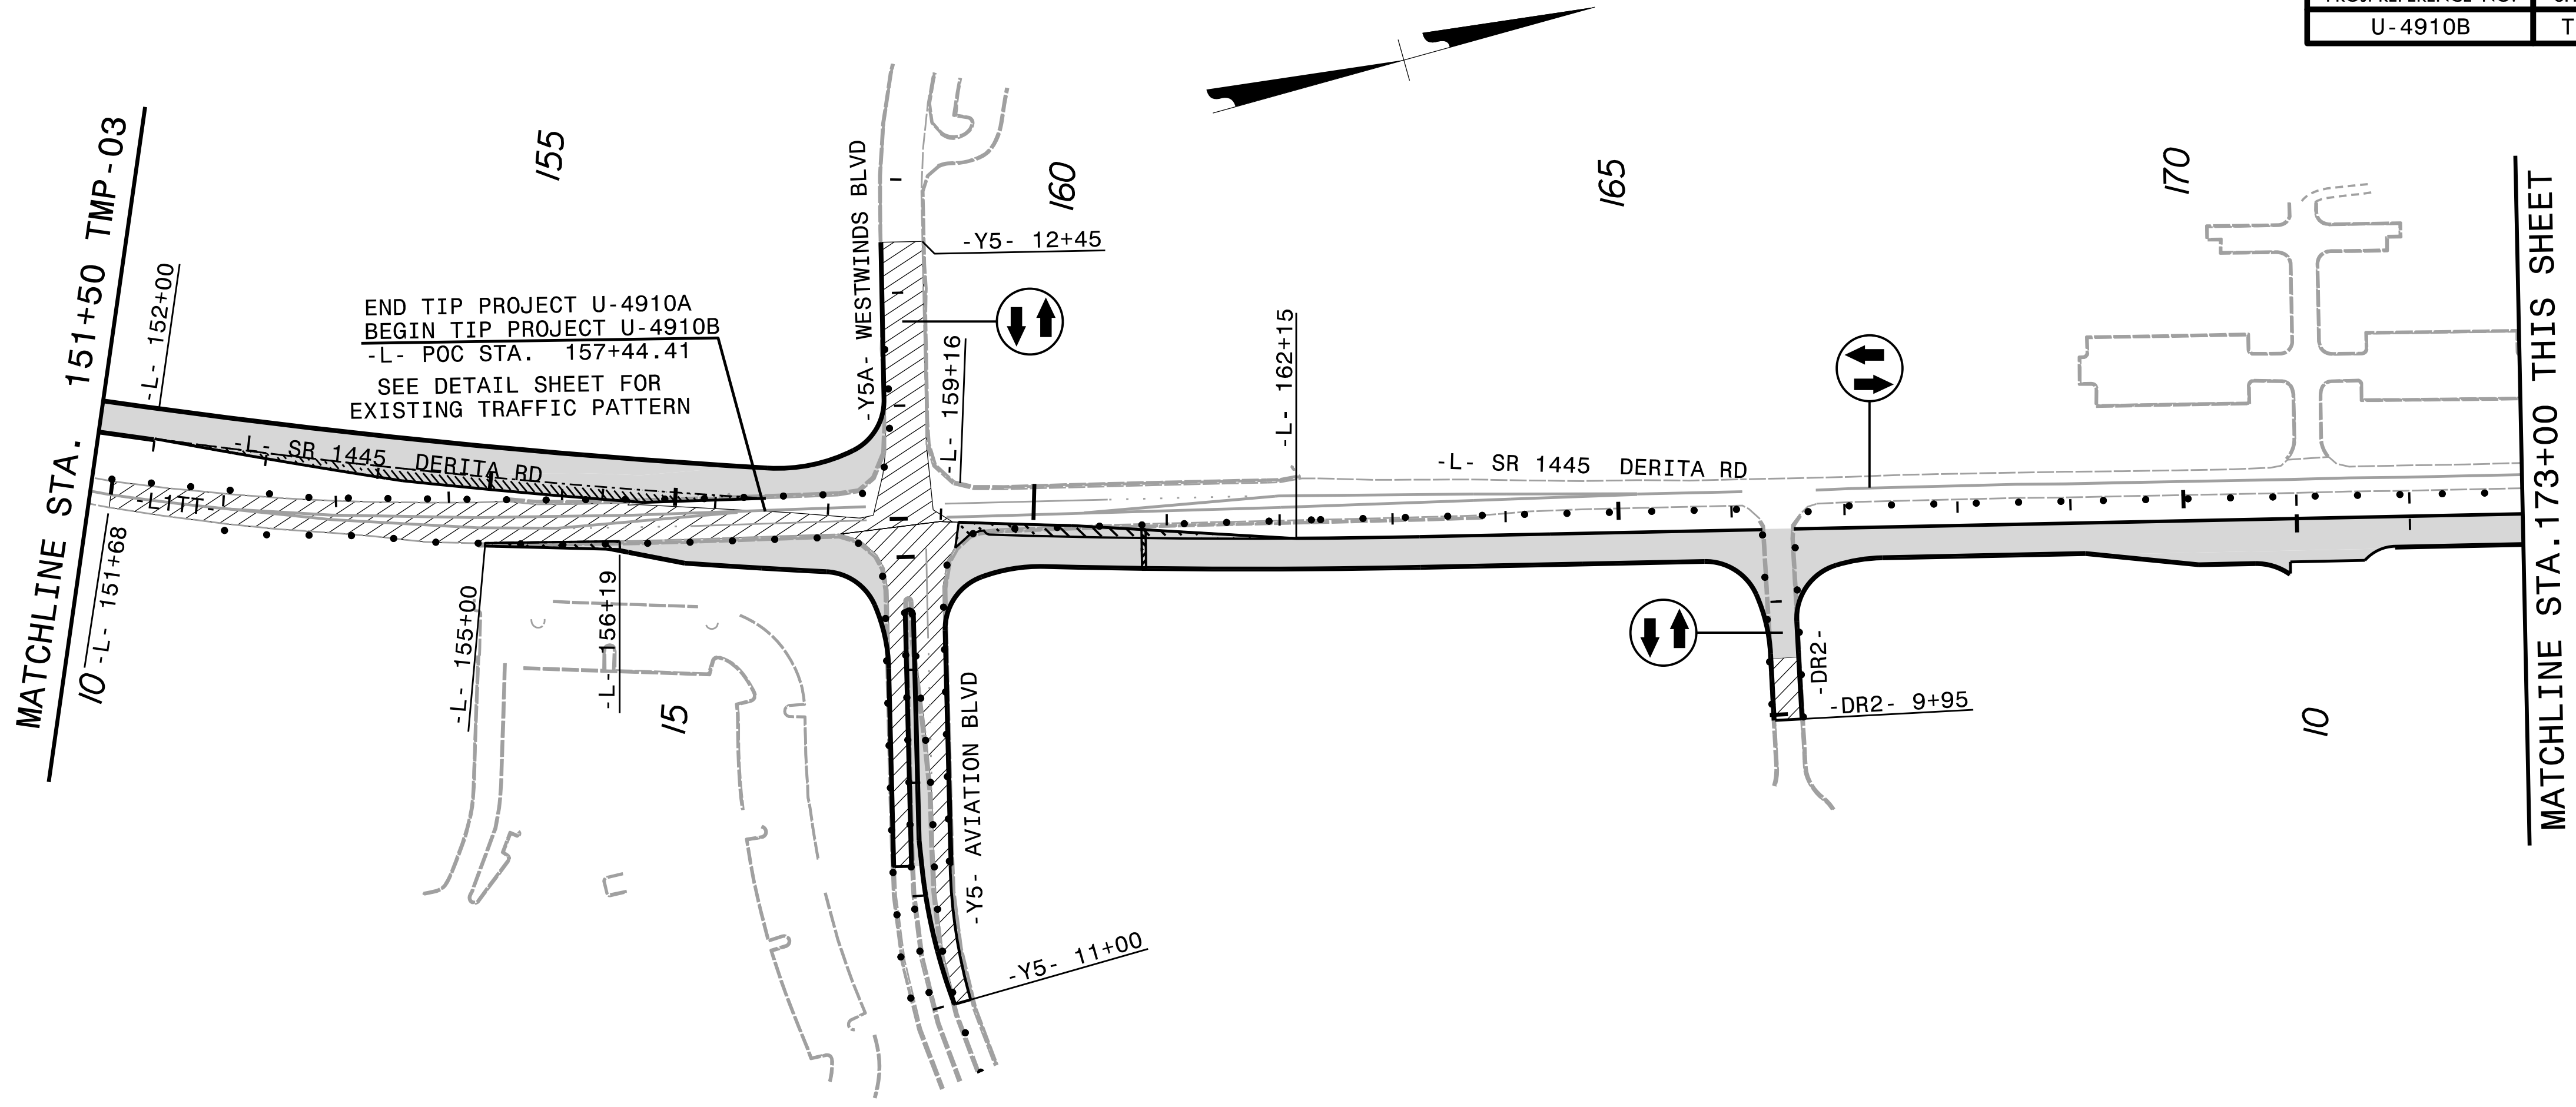 U-4910B
T
MATCHLINE STA. 151+50 TMP-03
-L- 152+00
155
160
165
170
-Y5A- WESTWINDS BLVD
-Y5- 12+45
END TIP PROJECT U-4910A
BEGIN TIP PROJECT U-4910B
-L- POC STA. 157+44.41
SEE DETAIL SHEET FOR
EXISTING TRAFFIC PATTERN
-L- 159+16
-L- 162+15
-L- SR 1445 DERITA RD
-L- SR 1445 DERITA RD
-L1TT-
10
-L- 151+68
-L- 155+00
-L- 156+19
15
-Y5- AVIATION BLVD
-Y5- 11+00
-DR2-
-DR2- 9+95
10
MATCHLINE STA.173+00 THIS SHEET